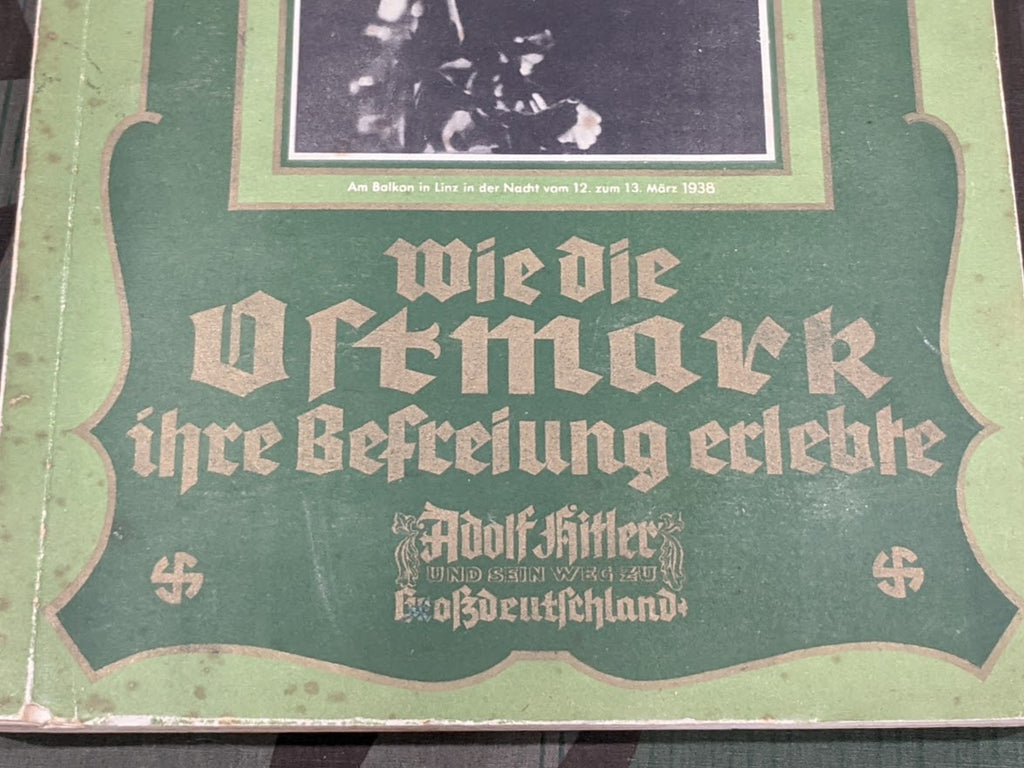 Am Balkon in Linz in der Nacht vom 12. zum 13. März 1938
Wie die
Ostmark
ihre Befreiung erlebte
Adolf Hitler
UND SEIN WEG ZU
Großdeutschland